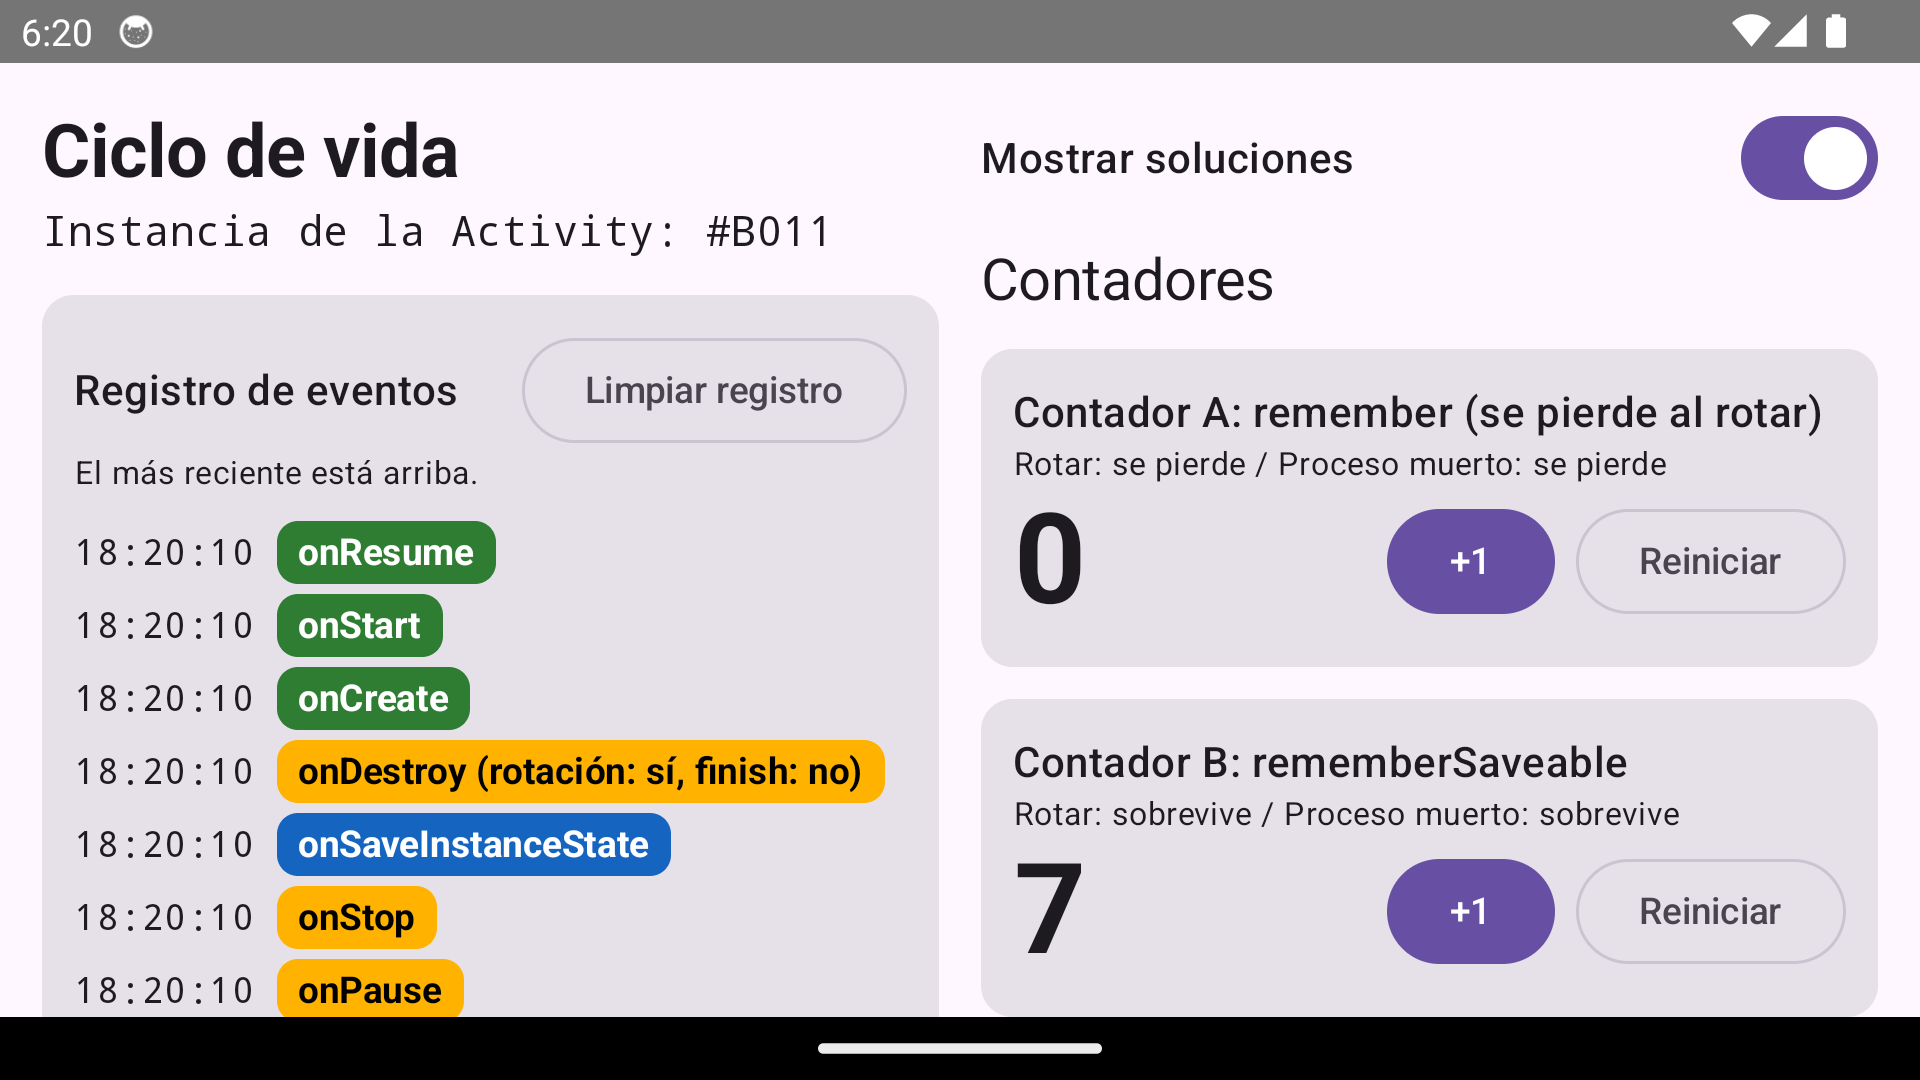 6:20
Ciclo de vida
Instancia de la Activity: #B011
Registro de eventos
Limpiar registro
El más reciente está arriba.
18:20:10 onResume
18:20:10 onStart
18:20:10 onCreate
18:20:10 onDestroy (rotación: sí, finish: no)
18:20:10 onSaveInstanceState
18:20:10 onStop
18:20:10 onPause
Mostrar soluciones
Contadores
Contador A: remember (se pierde al rotar)
Rotar: se pierde / Proceso muerto: se pierde
0
+1
Reiniciar
Contador B: rememberSaveable
Rotar: sobrevive / Proceso muerto: sobrevive
7
+1
Reiniciar